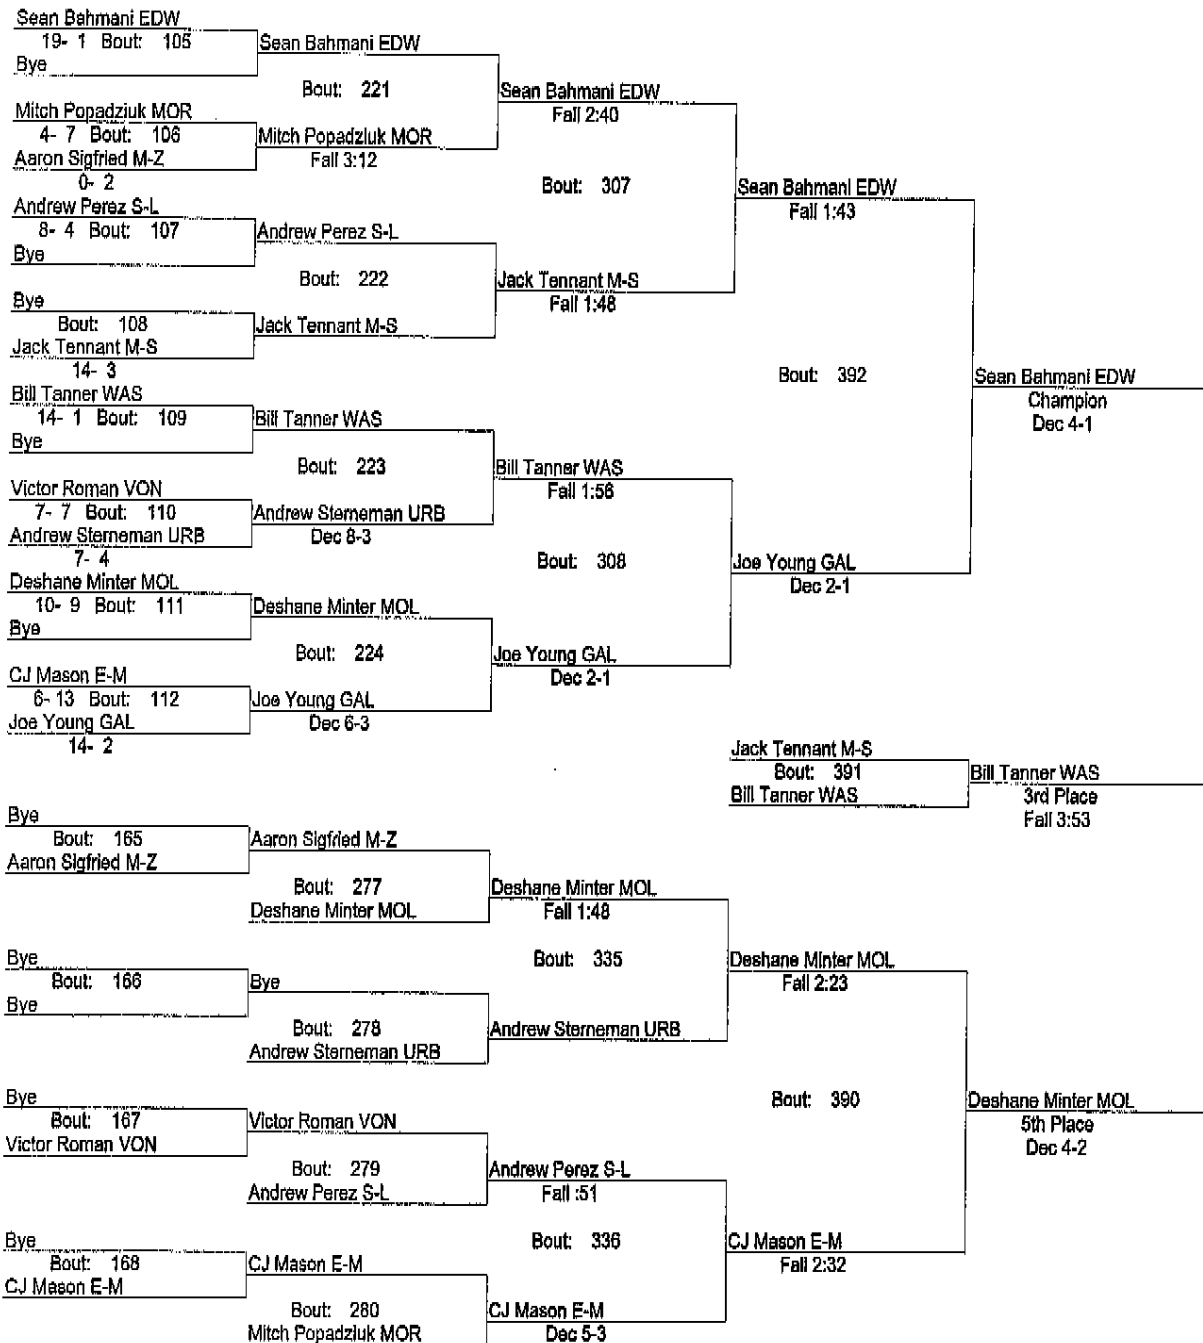 Sean Bahmani EDW
19- 1 Bout: 105
Bye
Sean Bahmani EDW
Bout: 221
Mitch Popadziuk MOR
4- 7 Bout: 106
Aaron Sigfried M-Z
0- 2
Mitch Popadziuk MOR
Fall 3:12
Sean Bahmani EDW
Fall 2:40
Bout: 307
Andrew Perez S-L
8- 4 Bout: 107
Bye
Andrew Perez S-L
Bout: 222
Bye
Bout: 108
Jack Tennant M-S
14- 3
Jack Tennant M-S
Jack Tennant M-S
Fall 1:48
Sean Bahmani EDW
Fall 1:43
Bout: 392
Sean Bahmani EDW
Champion
Dec 4-1
Bill Tanner WAS
14- 1 Bout: 109
Bye
Bill Tanner WAS
Bout: 223
Victor Roman VON
7- 7 Bout: 110
Andrew Sterneman URB
7- 4
Andrew Sterneman URB
Dec 8-3
Bill Tanner WAS
Fall 1:56
Bout: 308
Deshane Minter MOL
10- 9 Bout: 111
Bye
Deshane Minter MOL
Bout: 224
CJ Mason E-M
6- 13 Bout: 112
Joe Young GAL
14- 2
Joe Young GAL
Dec 6-3
Joe Young GAL
Dec 2-1
Joe Young GAL
Dec 2-1
Jack Tennant M-S
Bout: 391
Bill Tanner WAS
Bill Tanner WAS
3rd Place
Fall 3:53
Bye
Bout: 165
Aaron Sigfried M-Z
Aaron Sigfried M-Z
Bout: 277
Deshane Minter MOL
Deshane Minter MOL
Fall 1:48
Bout: 335
Bye
Bout: 166
Bye
Bye
Bout: 278
Andrew Sterneman URB
Andrew Sterneman URB
Deshane Minter MOL
Fall 2:23
Bout: 390
Bye
Bout: 167
Victor Roman VON
Victor Roman VON
Bout: 279
Andrew Perez S-L
Andrew Perez S-L
Fall :51
Bout: 336
Bye
Bout: 168
CJ Mason E-M
CJ Mason E-M
Bout: 280
Mitch Popadziuk MOR
CJ Mason E-M
Dec 5-3
CJ Mason E-M
Fall 2:32
Deshane Minter MOL
5th Place
Dec 4-2